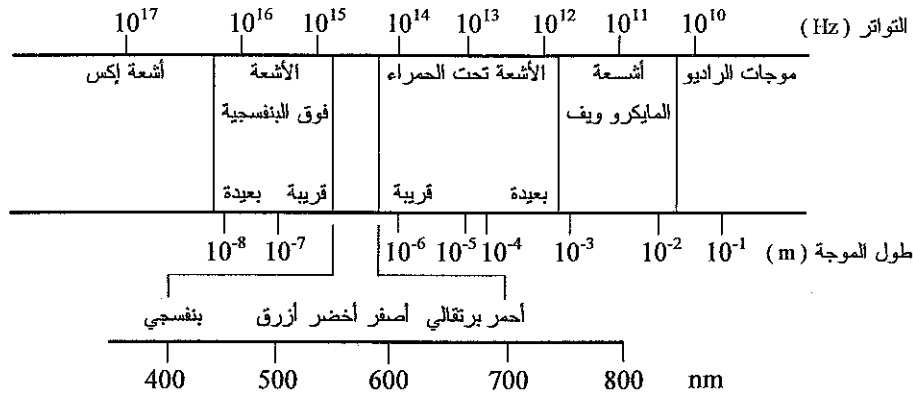 التواتر (Hz) 10^10 10^11 10^12 10^13 10^14 10^15 10^16 10^17
موجات الراديو أشعة الأشعة تحت الحمراء الأشعة أشعة إكس
المايكرو ويف فوق البنفسجية
بعيدة قريبة قريبة بعيدة
طول الموجة (m) 10^-1 10^-2 10^-3 10^-4 10^-5 10^-6 10^-7 10^-8
أحمر برتقالي أصفر أخضر أزرق بنفسجي
400 500 600 700 800 nm